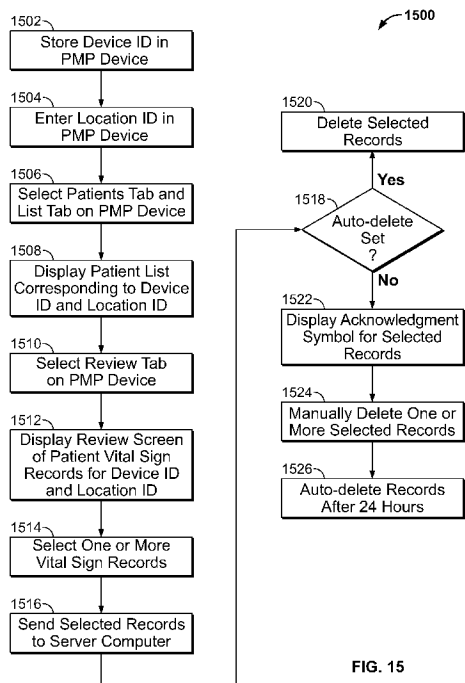 1500
1502
Store Device ID in
PMP Device
1504
Enter Location ID in
PMP Device
1506
Select Patients Tab and
List Tab on PMP Device
1508
Display Patient List
Corresponding to Device
ID and Location ID
1510
Select Review Tab
on PMP Device
1512
Display Review Screen
of Patient Vital Sign
Records for Device ID
and Location ID
1514
Select One or More
Vital Sign Records
1516
Send Selected Records
to Server Computer
1520
Delete Selected
Records
Yes
1518
Auto-delete
Set
?
No
1522
Display Acknowledgment
Symbol for Selected
Records
1524
Manually Delete One or
More Selected Records
1526
Auto-delete Records
After 24 Hours
FIG. 15